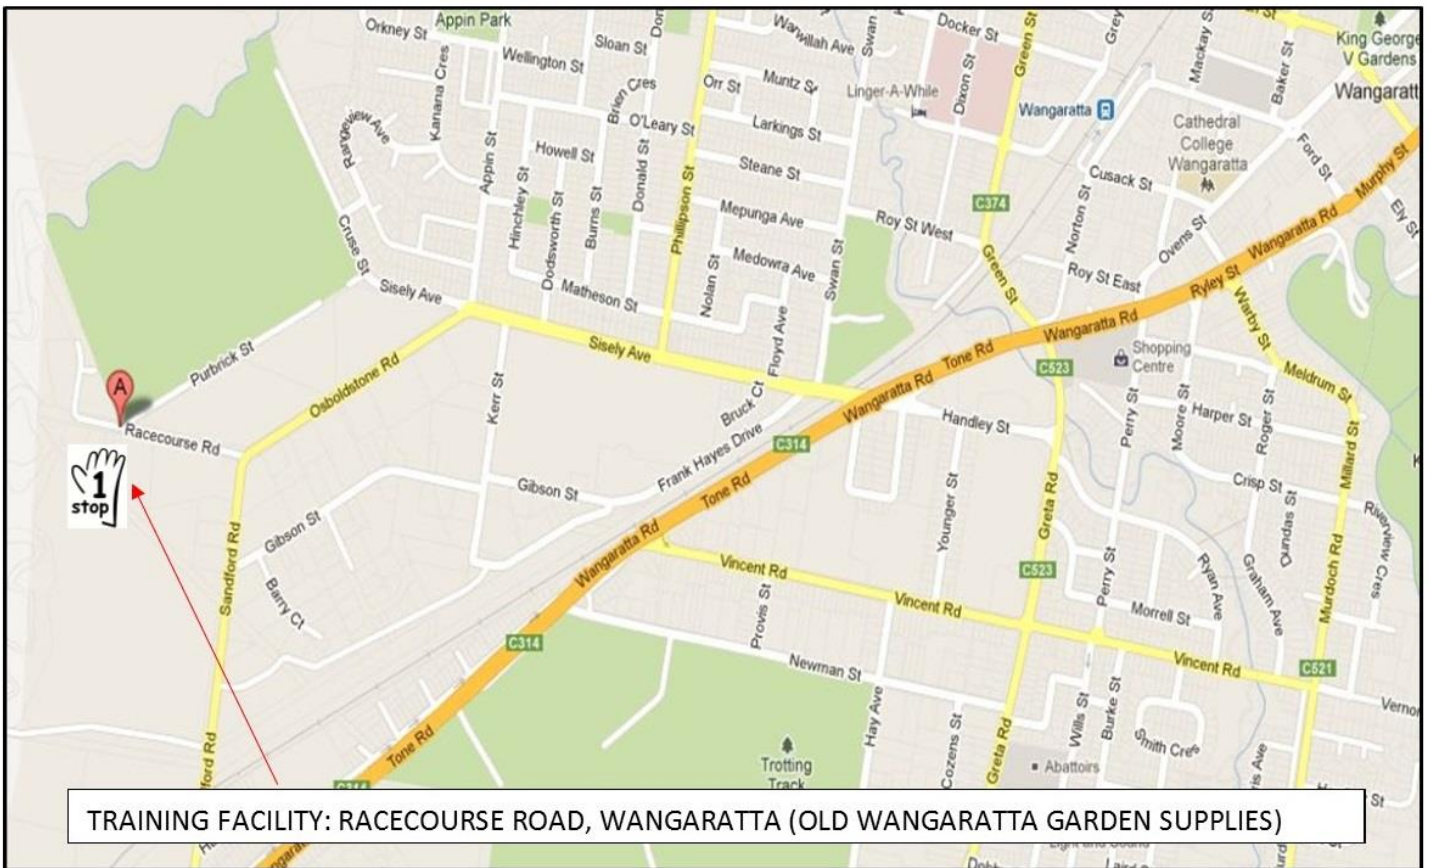 Appin Park
Orkney St
Wellington St
Sloan St
Docker St
Green St
Mackay St
Baker St
King George
V Gardens
Wangaratt
Kanana Cres
Rangeview Ave
Brien Cres
Orr St
Muntz St
Linger-A-While
Dixon St
Swan
Wangaratta
Cathedral
College
Wangaratta
Ford St
Murphy St
Ely St
O'Leary St
Larkings St
Howell St
Steane St
Cusack St
Appin St
Hinchley St
Dodsworth St
Burns St
Donald St
Phillipson St
Mepunga Ave
Roy St West
C374
Norton St
Ovens St
Wangaratta Rd
Cruse St
Sisely Ave
Matheson St
Nolan St
Medowra Ave
Swan St
Green St
Roy St East
Ryley St
Warby St
Floyd Ave
Wangaratta Rd
Tone Rd
Sisely Ave
Shopping
Centre
C523
Meldrum St
Purbrick St
Osboldstone Rd
Kerr St
Bruck Ct
Wangaratta Rd
Handley St
Perry St
Moore St
Harper St
Roger St
Millard St
A
Racecourse Rd
Frank Hayes Drive
C314
Tone Rd
Crisp St
Dundas St
Riverview Cres
1
stop
Gibson St
Gibson St
Younger St
Greta Rd
Wangaratta Rd
Sandford Rd
Barry Ct
Vincent Rd
Provis St
Vincent Rd
C523
Perry St
Ryan Ave
Graham Ave
Murdoch Rd
Morrell St
C314
Newman St
Vincent Rd
C521
Hay Ave
Cozens St
Wills St
Burke St
Smith Cres
Tone Rd
Trotting
Track
Greta Rd
Abattoirs
TRAINING FACILITY: RACECOURSE ROAD, WANGARATTA (OLD WANGARATTA GARDEN SUPPLIES)